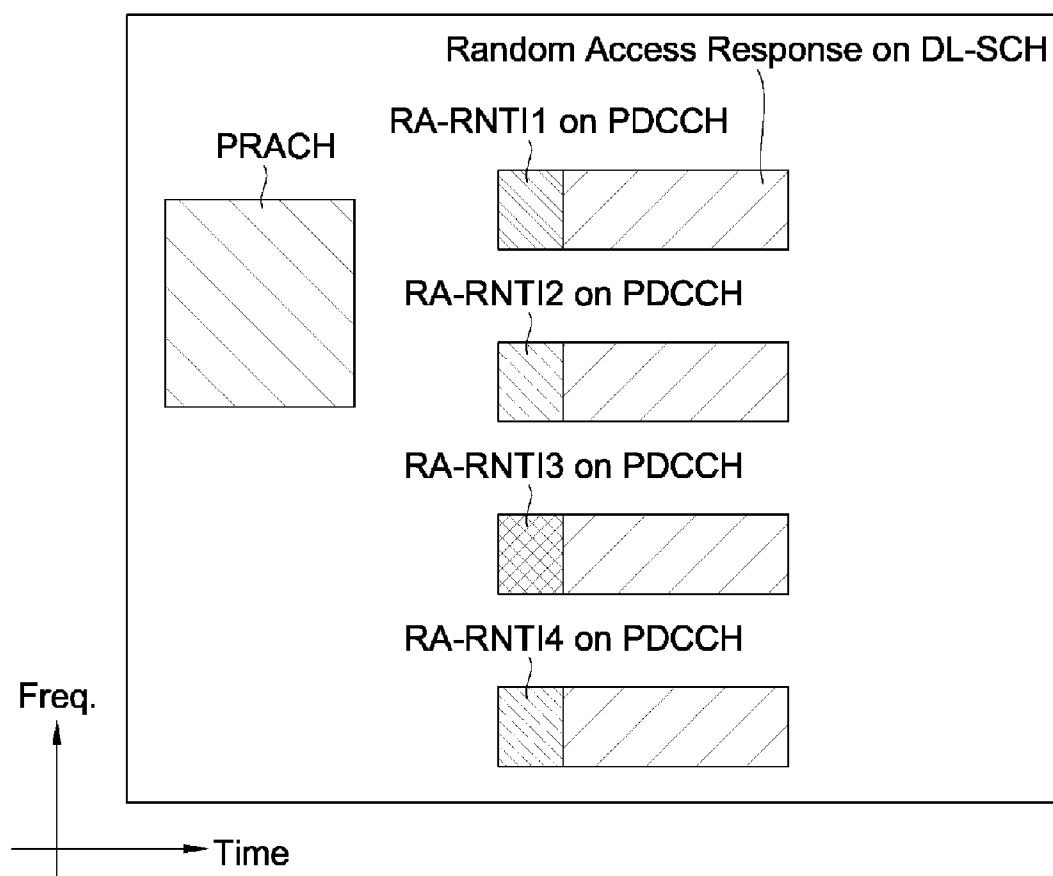 Random Access Response on DL-SCH
RA-RNTI1 on PDCCH
PRACH
RA-RNTI2 on PDCCH
RA-RNTI3 on PDCCH
RA-RNTI4 on PDCCH
Freq.
Time